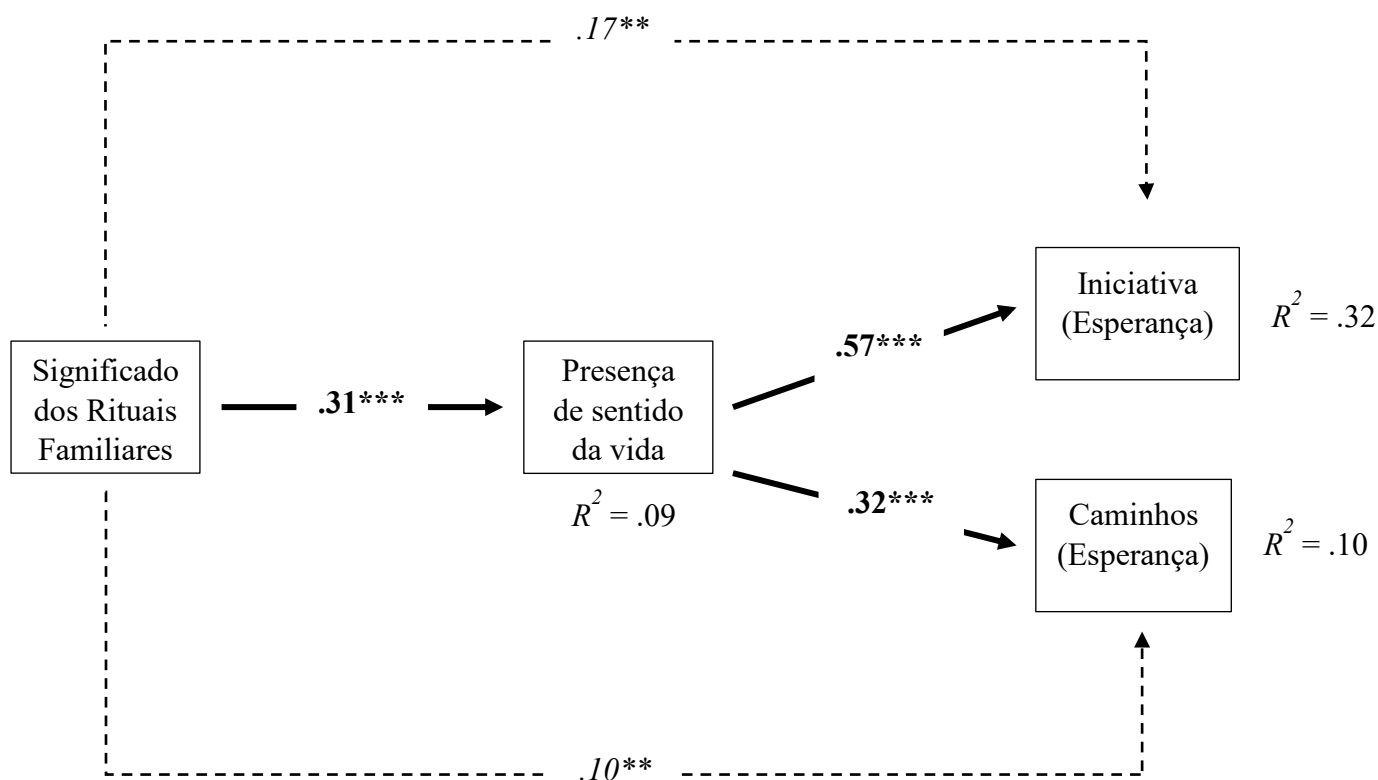 .17**
Iniciativa
(Esperança)
R² = .32
Significado
dos Rituais
Familiares
.31***
Presença
de sentido
da vida
R² = .09
.57***
.32***
Caminhos
(Esperança)
R² = .10
.10**